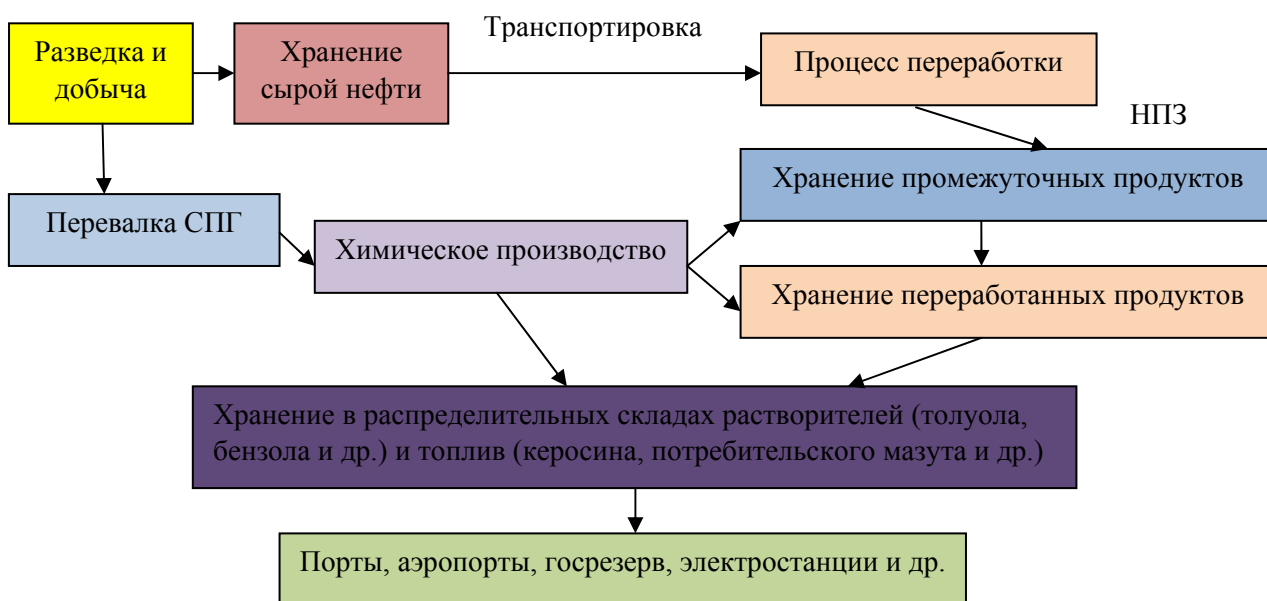 Транспортировка
Разведка и
добыча
Хранение
сырой нефти
Процесс переработки
НПЗ
Хранение промежуточных продуктов
Перевалка СПГ
Химическое производство
Хранение переработанных продуктов
Хранение в распределительных складах растворителей (толуола,
бензола и др.) и топлив (керосина, потребительского мазута и др.)
Порты, аэропорты, госрезерв, электростанции и др.